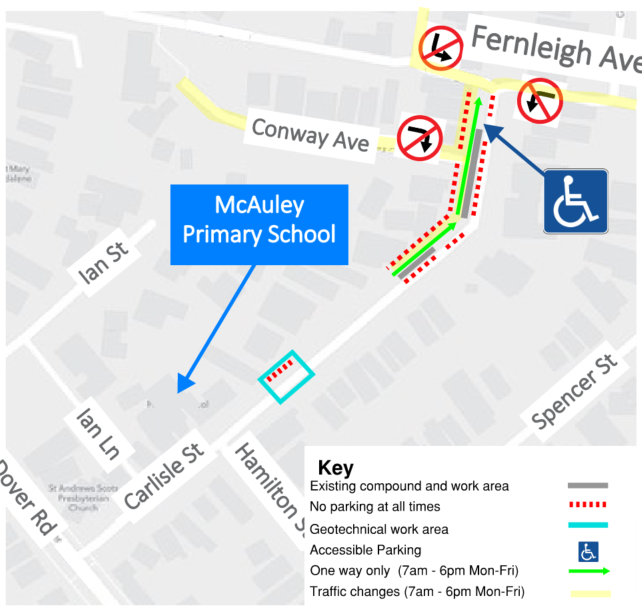 Fernleigh Ave
Conway Ave
McAuley
Primary School
Ian St
Spencer St
Ian Ln
Carlisle St
Hamilton S
Dover Rd
St Andrews Scots
Presbyterian
Church
Key
Existing compound and work area
No parking at all times
Geotechnical work area
Accessible Parking
One way only (7am - 6pm Mon-Fri)
Traffic changes (7am - 6pm Mon-Fri)